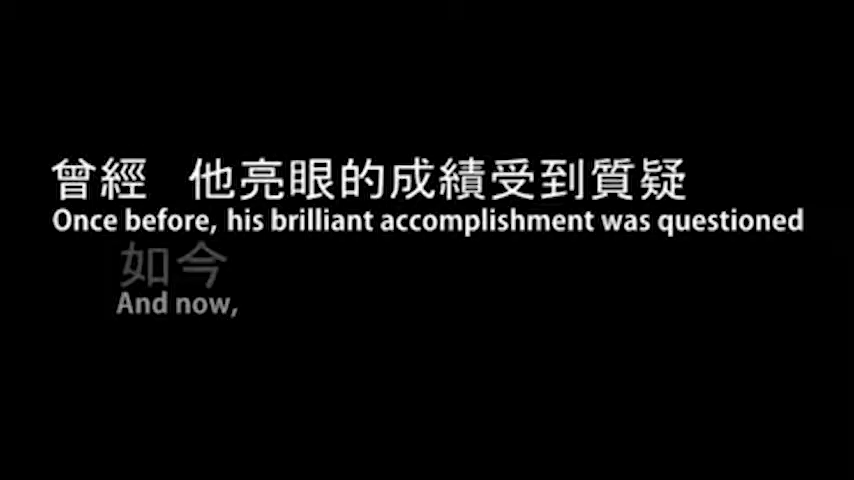 曾經 他亮眼的成績受到質疑
Once before, his brilliant accomplishment was questioned
如今
And now,